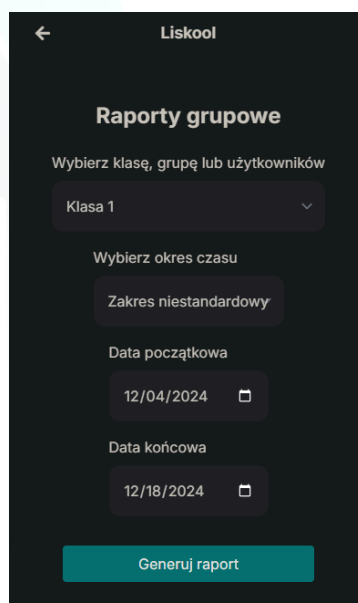 Liskool
Raporty grupowe
Wybierz klasę, grupę lub użytkowników
Klasa 1
Wybierz okres czasu
Zakres niestandardowy
Data początkowa
12/04/2024
Data końcowa
12/18/2024
Generuj raport